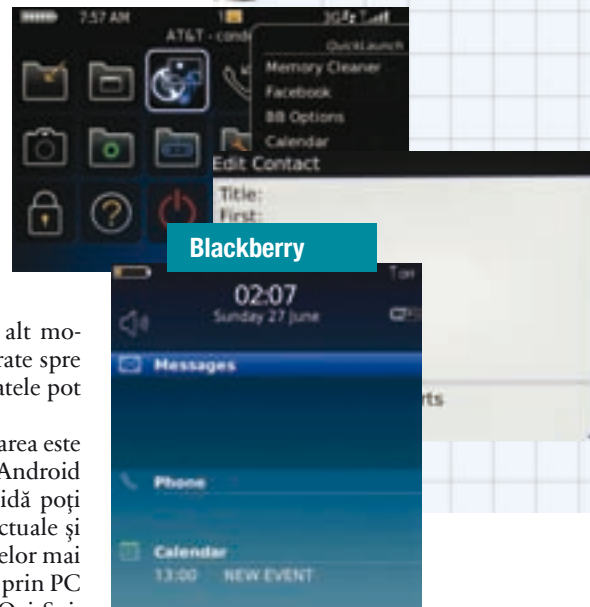 7:57 AM
3G
AT&T - cond
QuickLaunch
Memory Cleaner
Facebook
BB Options
Calendar
Edit Contact
Title:
First:
Blackberry
02:07
Sunday 27 June
Off
Messages
Phone
Calendar
13:00 NEW EVENT
rts
alt mo-
rate spre
atele pot
area este
Android
idă poţi
ctuale şi
elor mai
prin PC